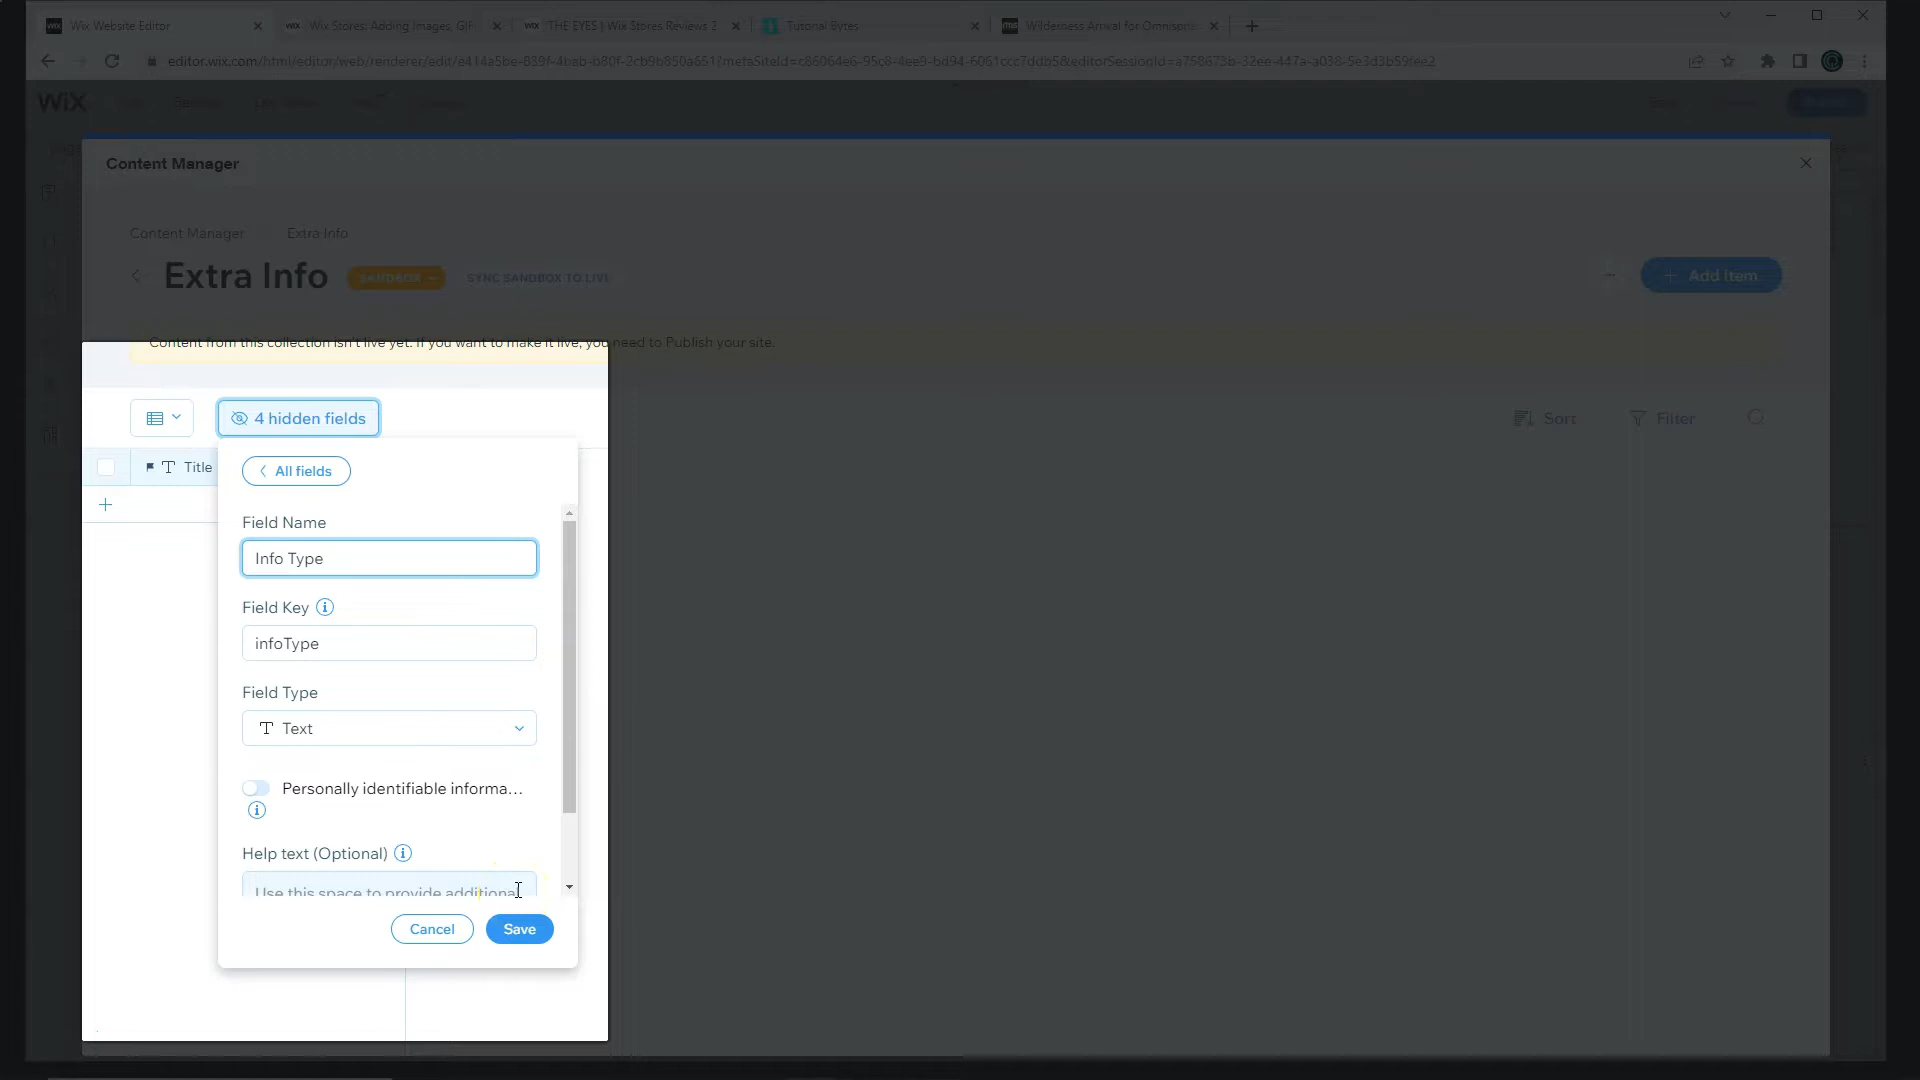 Wix Website Editor
Wix Stores: Adding Images, GIF
THE EYES | Wix Stores Reviews 2
Tutorial Bytes
Wilderness Arrival for Omnisphe
WiX
Content Manager
Content Manager
Extra Info
Extra Info
SANDBOX
SYNC SANDBOX TO LIVE
Add Item
Content from this collection isn't live yet. If you want to make it live, you need to Publish your site.
4 hidden fields
Sort
Filter
Title
All fields
Field Name
Info Type
Field Key
infoType
Field Type
Text
Personally identifiable informa...
Help text (Optional)
Use this space to provide additional
Cancel
Save